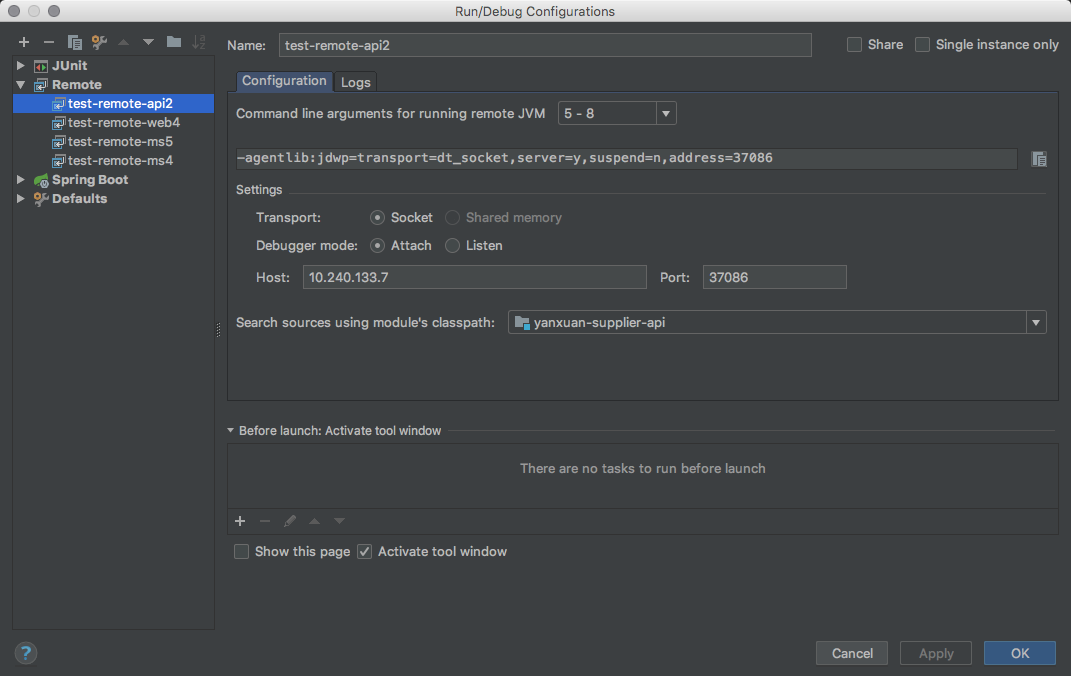 Run/Debug Configurations
JUnit
Remote
test-remote-api2
test-remote-web4
test-remote-ms5
test-remote-ms4
Spring Boot
Defaults
Name: test-remote-api2 Share Single instance only
Configuration Logs
Command line arguments for running remote JVM 5 - 8
-agentlib:jdwp=transport=dt_socket,server=y,suspend=n,address=37086
Settings
Transport: Socket Shared memory
Debugger mode: Attach Listen
Host: 10.240.133.7 Port: 37086
Search sources using module's classpath: yanxuan-supplier-api
Before launch: Activate tool window
There are no tasks to run before launch
Show this page Activate tool window
? Cancel Apply OK